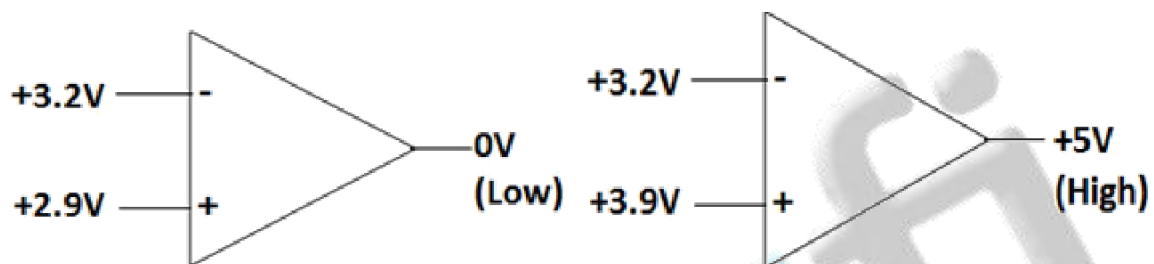 +3.2V
-
+2.9V
+
0V
(Low)
+3.2V
-
+3.9V
+
+5V
(High)